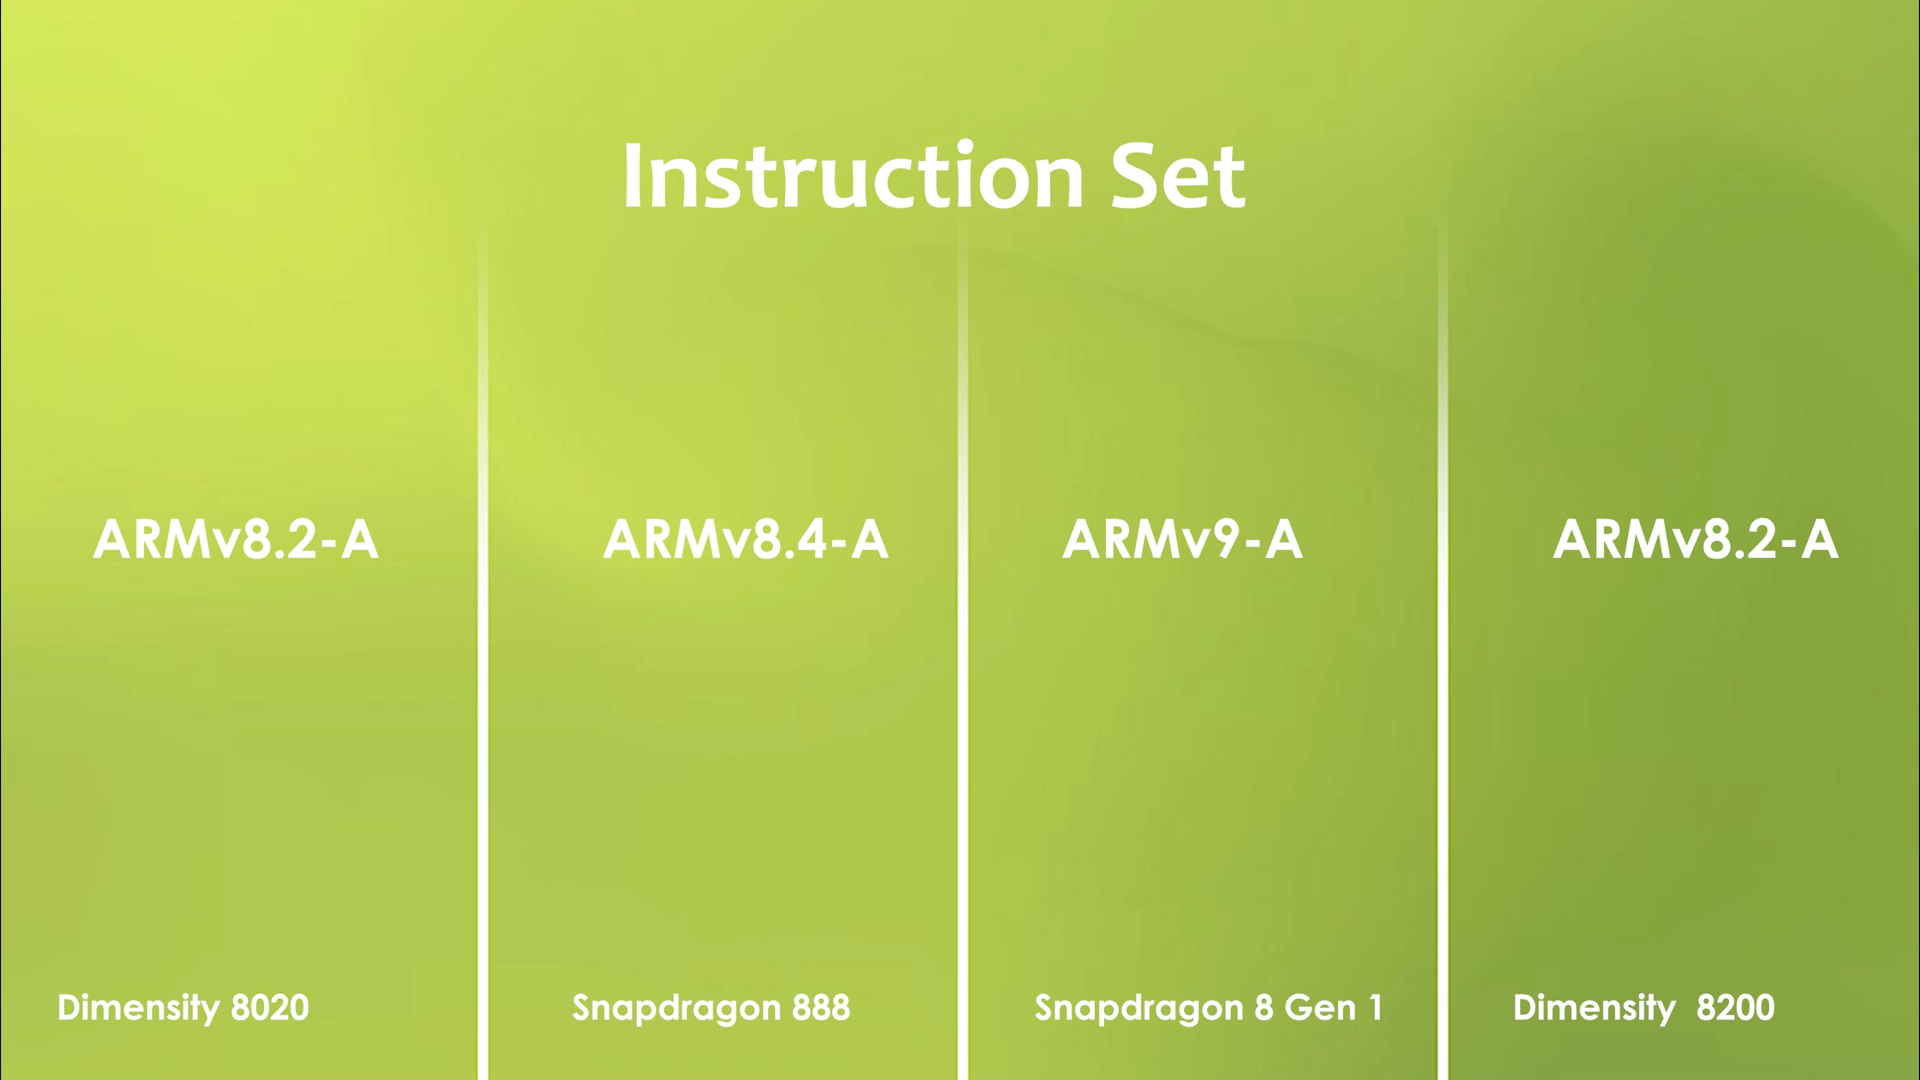 Instruction Set
ARMv8.2-A
ARMv8.4-A
ARMv9-A
ARMv8.2-A
Dimensity 8020
Snapdragon 888
Snapdragon 8 Gen 1
Dimensity  8200